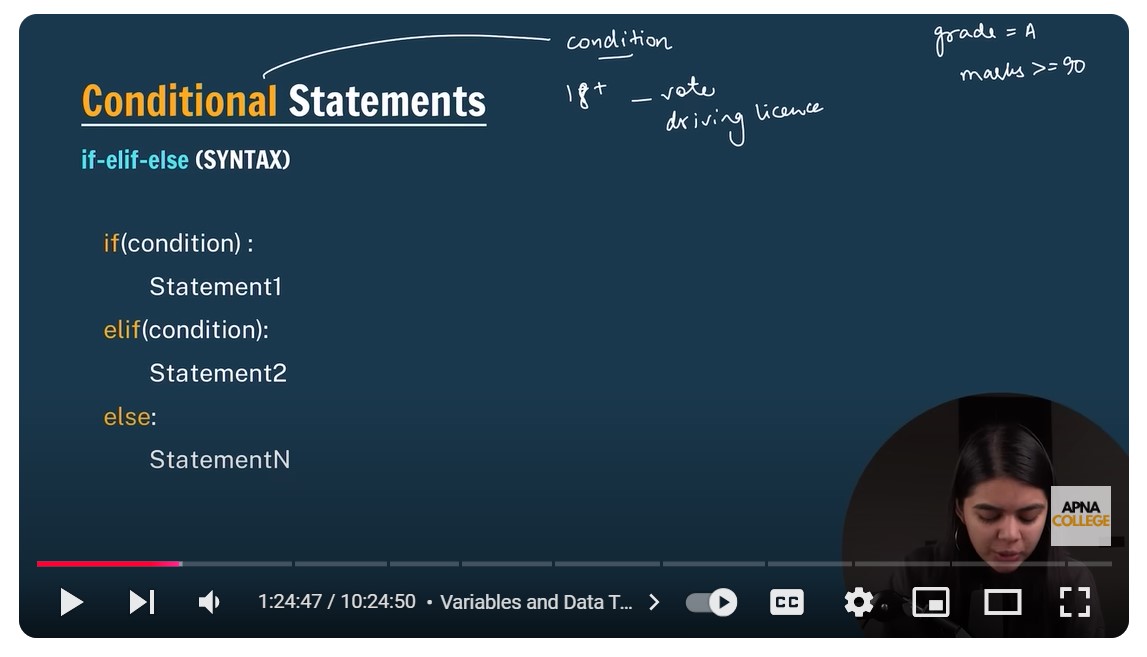 condition
grade = A
marks >= 90
Conditional Statements
18+ – vote
driving licence
if-elif-else (SYNTAX)
if(condition) :
Statement1
elif(condition):
Statement2
else:
StatementN
APNA
COLLEGE
1:24:47 / 10:24:50 • Variables and Data T...
CC